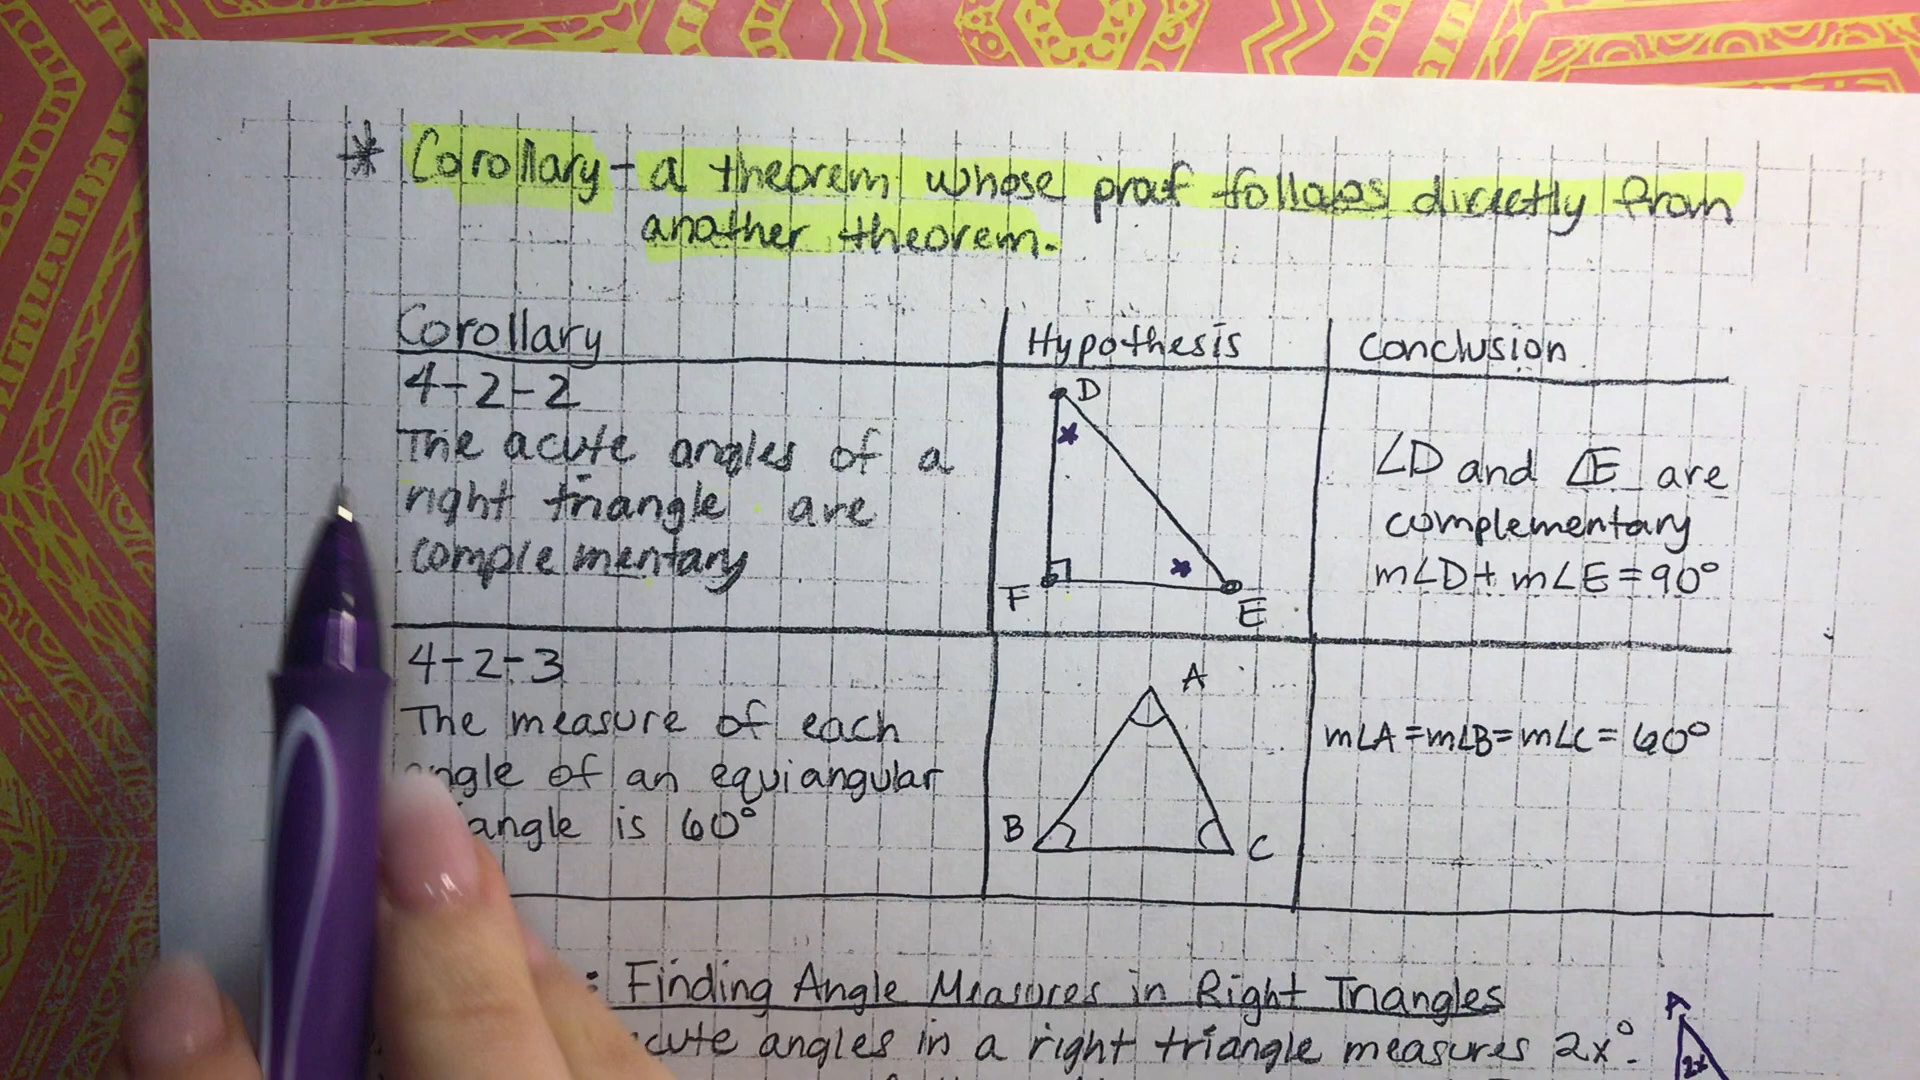 * Corollary - a theorem whose proof follows directly from
another theorem.
Corollary
Hypothesis
Conclusion
4-2-2
The acute angles of a
right triangle are
complementary
D
F
E
∠D and ∠E are
complementary
m∠D + m∠E = 90°
4-2-3
The measure of each
angle of an equiangular
angle is 60°
A
B
C
m∠A = m∠B = m∠C = 60°
: Finding Angle Measures in Right Triangles
acute angles in a right triangle measures 2x°.
A
2x